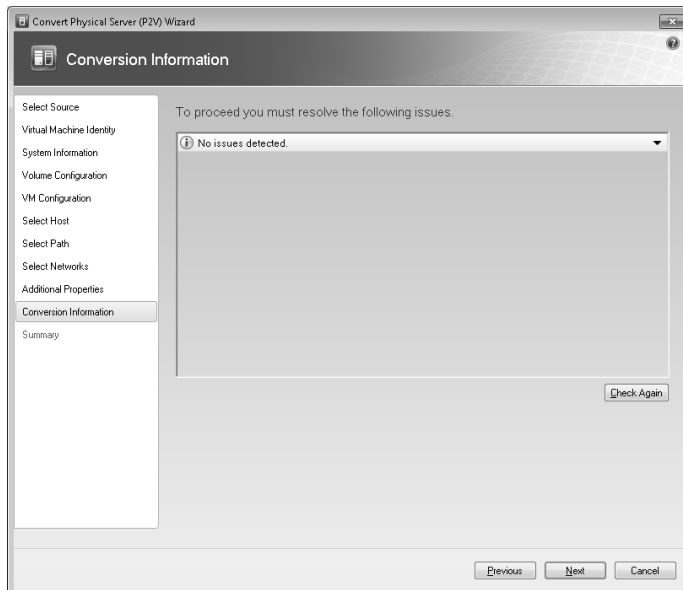 Convert Physical Server (P2V) Wizard
Conversion Information
Select Source
Virtual Machine Identity
System Information
Volume Configuration
VM Configuration
Select Host
Select Path
Select Networks
Additional Properties
Conversion Information
Summary
To proceed you must resolve the following issues.
No issues detected.
Check Again
Previous
Next
Cancel